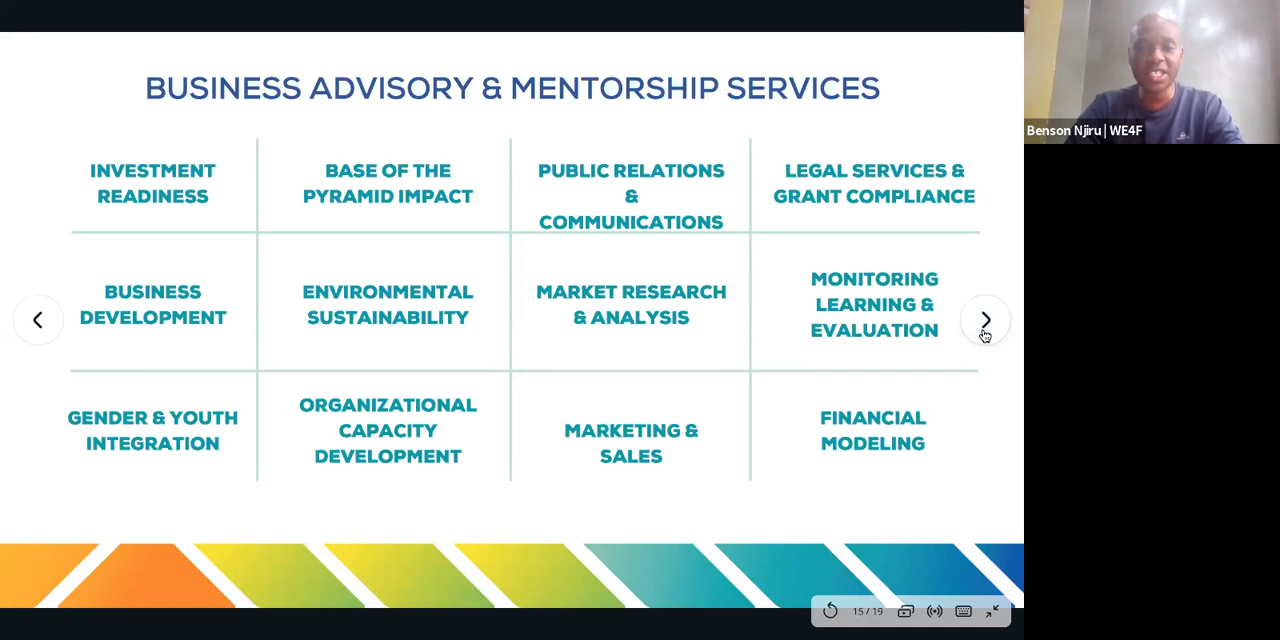 BUSINESS ADVISORY & MENTORSHIP SERVICES
INVESTMENT
READINESS
BASE OF THE
PYRAMID IMPACT
PUBLIC RELATIONS
&
COMMUNICATIONS
LEGAL SERVICES &
GRANT COMPLIANCE
BUSINESS
DEVELOPMENT
ENVIRONMENTAL
SUSTAINABILITY
MARKET RESEARCH
& ANALYSIS
MONITORING
LEARNING &
EVALUATION
GENDER & YOUTH
INTEGRATION
ORGANIZATIONAL
CAPACITY
DEVELOPMENT
MARKETING &
SALES
FINANCIAL
MODELING
15 / 19
Benson Njiru | WE4F